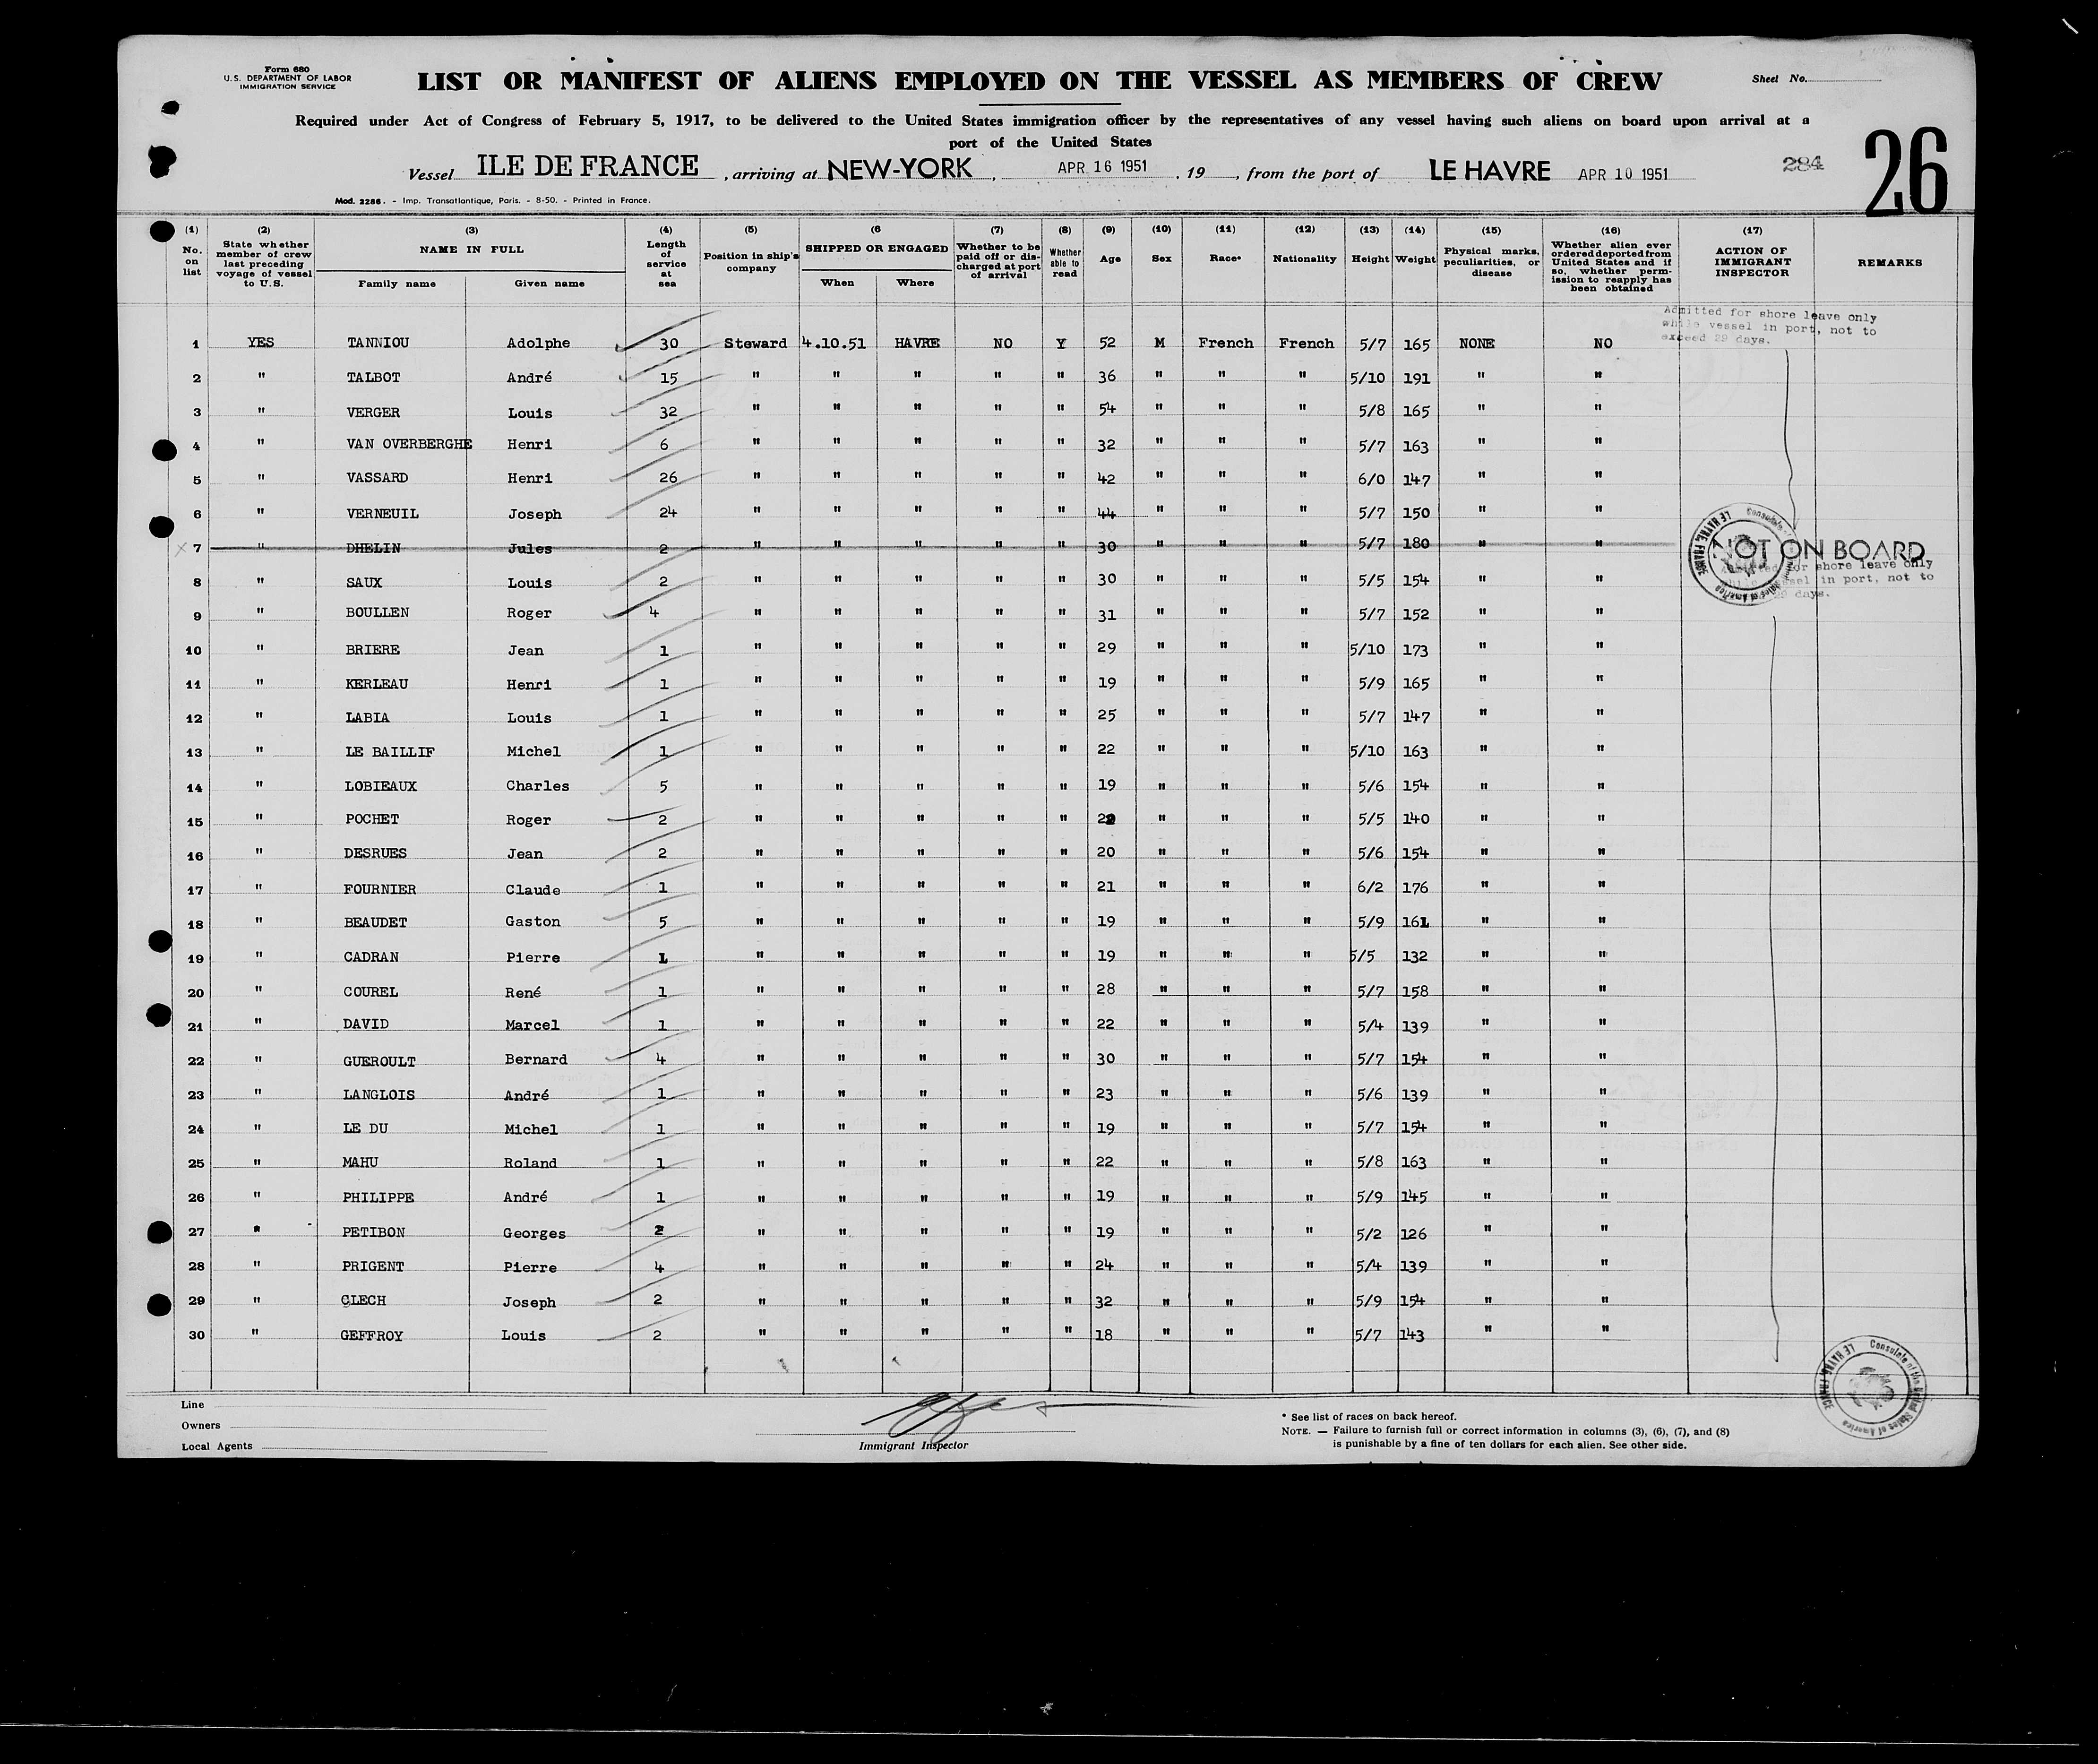 Form 680
U.S. DEPARTMENT OF LABOR
IMMIGRATION SERVICE
LIST OR MANIFEST OF ALIENS EMPLOYED ON THE VESSEL AS MEMBERS OF CREW
Sheet No.
Required under Act of Congress of February 5, 1917, to be delivered to the United States immigration officer by the representatives of any vessel having such aliens on board upon arrival at a
port of the United States
Vessel ILE DE FRANCE , arriving at NEW-YORK , APR 16 1951 , 19 , from the port of LE HAVRE APR 10 1951
284
26
Mod. 2286. - Imp. Transatlantique, Paris. - 8-50. - Printed in France.
(1) No. on list (2) State whether member of crew last preceding voyage of vessel to U.S. (3) NAME IN FULL Family name Given name (4) Length of service at sea (5) Position in ship's company (6 SHIPPED OR ENGAGED When Where (7) Whether to be paid off or discharged at port of arrival (8) Whether able to read (9) Age (10) Sex (11) Race* (12) Nationality (13) Height (14) Weight (15) Physical marks, peculiarities, or disease (16) Whether alien ever ordered deported from United States and if so, whether permission to reapply has been obtained (17) ACTION OF IMMIGRANT INSPECTOR REMARKS
Admitted for shore leave only
while vessel in port, not to
exceed 29 days.
1 YES TANNIOU Adolphe 30 Steward 4.10.51 HAVRE NO Y 52 M French French 5/7 165 NONE NO
2 " TALBOT André 15 " " " " " 36 " " " 5/10 191 " "
3 " VERGER Louis 32 " " " " " 54 " " " 5/8 165 " "
4 " VAN OVERBERGHE Henri 6 " " " " " 32 " " " 5/7 163 " "
5 " VASSARD Henri 26 " " " " " 42 " " " 6/0 147 " "
6 " VERNEUIL Joseph 24 " " " " " 44 " " " 5/7 150 " "
7 " DHELIN Jules 2 " " " " " 30 " " " 5/7 180 " " NOT ON BOARD
8 " SAUX Louis 2 " " " " " 30 " " " 5/5 154 " "
for shore leave only
vessel in port, not to
29 days.
9 " BOULLEN Roger 4 " " " " " 31 " " " 5/7 152 " "
10 " BRIERE Jean 1 " " " " " 29 " " " 5/10 173 " "
11 " KERLEAU Henri 1 " " " " " 19 " " " 5/9 165 " "
12 " LABIA Louis 1 " " " " " 25 " " " 5/7 147 " "
13 " LE BAILLIF Michel 1 " " " " " 22 " " " 5/10 163 " "
14 " LOBIEAUX Charles 5 " " " " " 19 " " " 5/6 154 " "
15 " POCHET Roger 2 " " " " " " " " 5/5 140 " "
16 " DESRUES Jean 2 " " " " " 20 " " " 5/6 154 " "
17 " FOURNIER Claude 1 " " " " " 21 " " " 6/2 176 " "
18 " BEAUDET Gaston 5 " " " " " 19 " " " 5/9 161 " "
19 " CADRAN Pierre 1 " " " " " 19 " " " 5/5 132 " "
20 " COUREL René 1 " " " " " 28 " " " 5/7 158 " "
21 " DAVID Marcel 1 " " " " " 22 " " " 5/4 139 " "
22 " GUEROULT Bernard 4 " " " " " 30 " " " 5/7 154 " "
23 " LANGLOIS André 1 " " " " " 23 " " " 5/6 139 " "
24 " LE DU Michel 1 " " " " " 19 " " " 5/7 154 " "
25 " MAHU Roland 1 " " " " " 22 " " " 5/8 163 " "
26 " PHILIPPE André 1 " " " " " 19 " " " 5/9 145 " "
27 " PETIBON Georges 2 " " " " " 19 " " " 5/2 126 " "
28 " PRIGENT Pierre 4 " " " " " 24 " " " 5/4 139 " "
29 " CLECH Joseph 2 " " " " " 32 " " " 5/9 154 " "
30 " GEFFROY Louis 2 " " " " " 18 " " " 5/7 143 " "
Consulate of the United States of America LE HAVRE, FRANCE
Line
Owners
Local Agents
Immigrant Inspector
* See list of races on back hereof.
NOTE. — Failure to furnish full or correct information in columns (3), (6), (7), and (8)
is punishable by a fine of ten dollars for each alien. See other side.